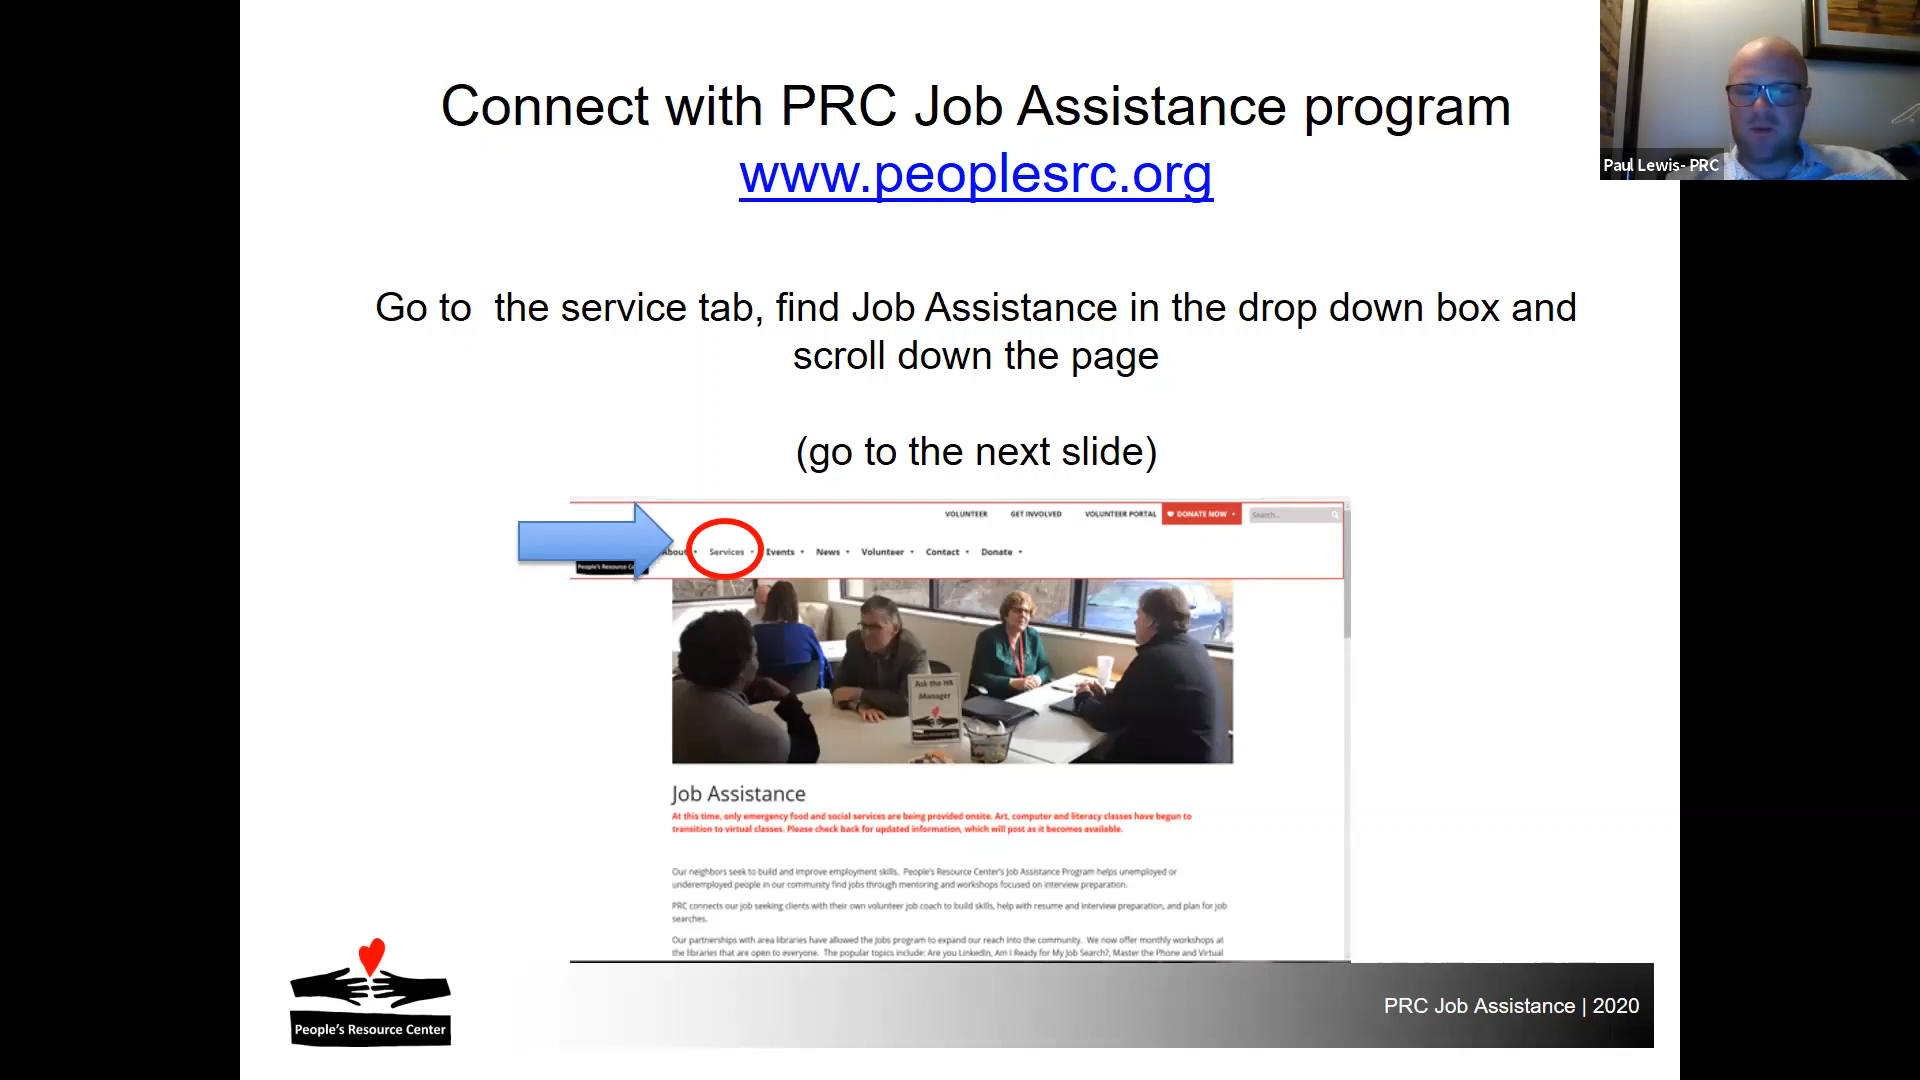 Connect with PRC Job Assistance program
www.peoplesrc.org
Paul Lewis- PRC
Go to  the service tab, find Job Assistance in the drop down box and
scroll down the page
(go to the next slide)
VOLUNTEER GET INVOLVED VOLUNTEER PORTAL DONATE NOW Search...
About Services Events News Volunteer Contact Donate
People's Resource
Ask the HR
Manager
Job Assistance
At this time, only emergency food and social services are being provided onsite. Art, computer and literacy classes have begun to
transition to virtual classes. Please check back for updated information, which will post as it becomes available.
Our neighbors seek to build and improve employment skills.  People's Resource Center's Job Assistance Program helps unemployed or
underemployed people in our community find jobs through mentoring and workshops focused on interview preparation.
PRC connects our job seeking clients with their own volunteer job coach to build skills, help with resume and interview preparation, and plan for job
searches.
Our partnerships with area libraries have allowed the Jobs program to expand our reach into the community.  We now offer monthly workshops at
the libraries that are open to everyone.  The popular topics include: Are you LinkedIn, Am I Ready for My Job Search?, Master the Phone and Virtual
People's Resource Center
PRC Job Assistance | 2020